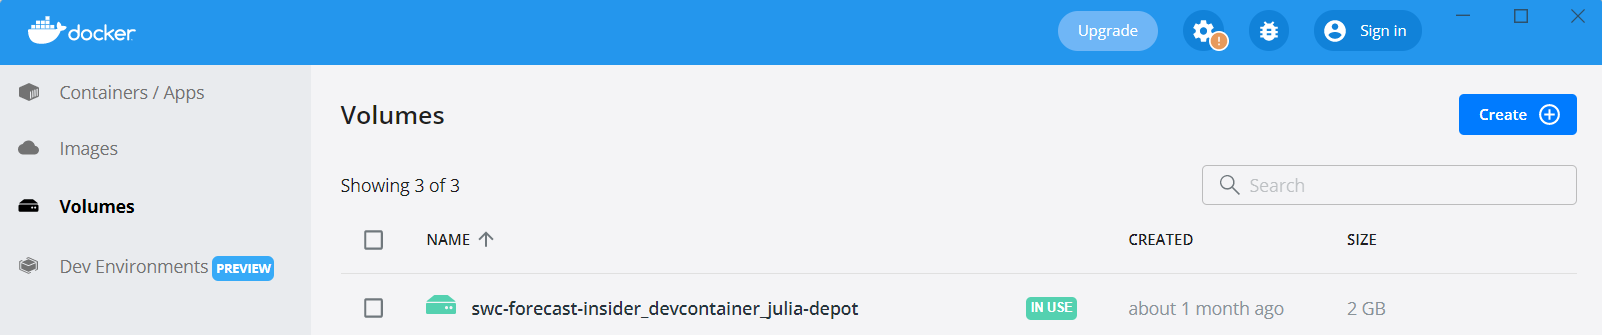 docker
Upgrade
!
Sign in
Containers / Apps
Images
Volumes
Dev Environments PREVIEW
Volumes
Create
Showing 3 of 3
Search
NAME CREATED SIZE
swc-forecast-insider_devcontainer_julia-depot IN USE about 1 month ago 2 GB